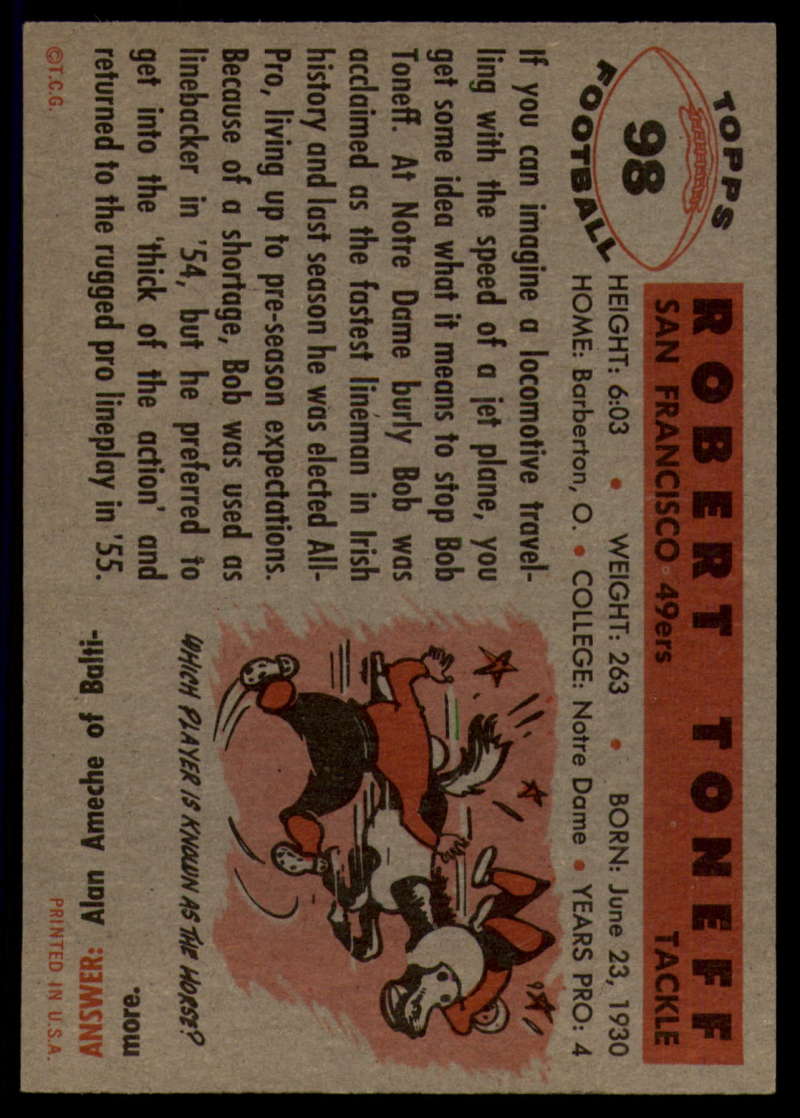 TOPPS
98
FOOTBALL
ROBERT TONEFF
SAN FRANCISCO 49ers TACKLE
HEIGHT: 6:03 • WEIGHT: 263 • BORN: June 23, 1930
HOME: Barberton, O. • COLLEGE: Notre Dame • YEARS PRO: 4
If you can imagine a locomotive travel-
ling with the speed of a jet plane, you
get some idea what it means to stop Bob
Toneff. At Notre Dame burly Bob was
acclaimed as the fastest lineman in Irish
history and last season he was elected All-
Pro, living up to pre-season expectations.
Because of a shortage, Bob was used as
linebacker in '54, but he preferred to
get into the 'thick of the action' and
returned to the rugged pro lineplay in '55.
©T.C.G.
WHICH PLAYER IS KNOWN AS THE HORSE?
ANSWER: Alan Ameche of Balti-
more.
PRINTED IN U.S.A.